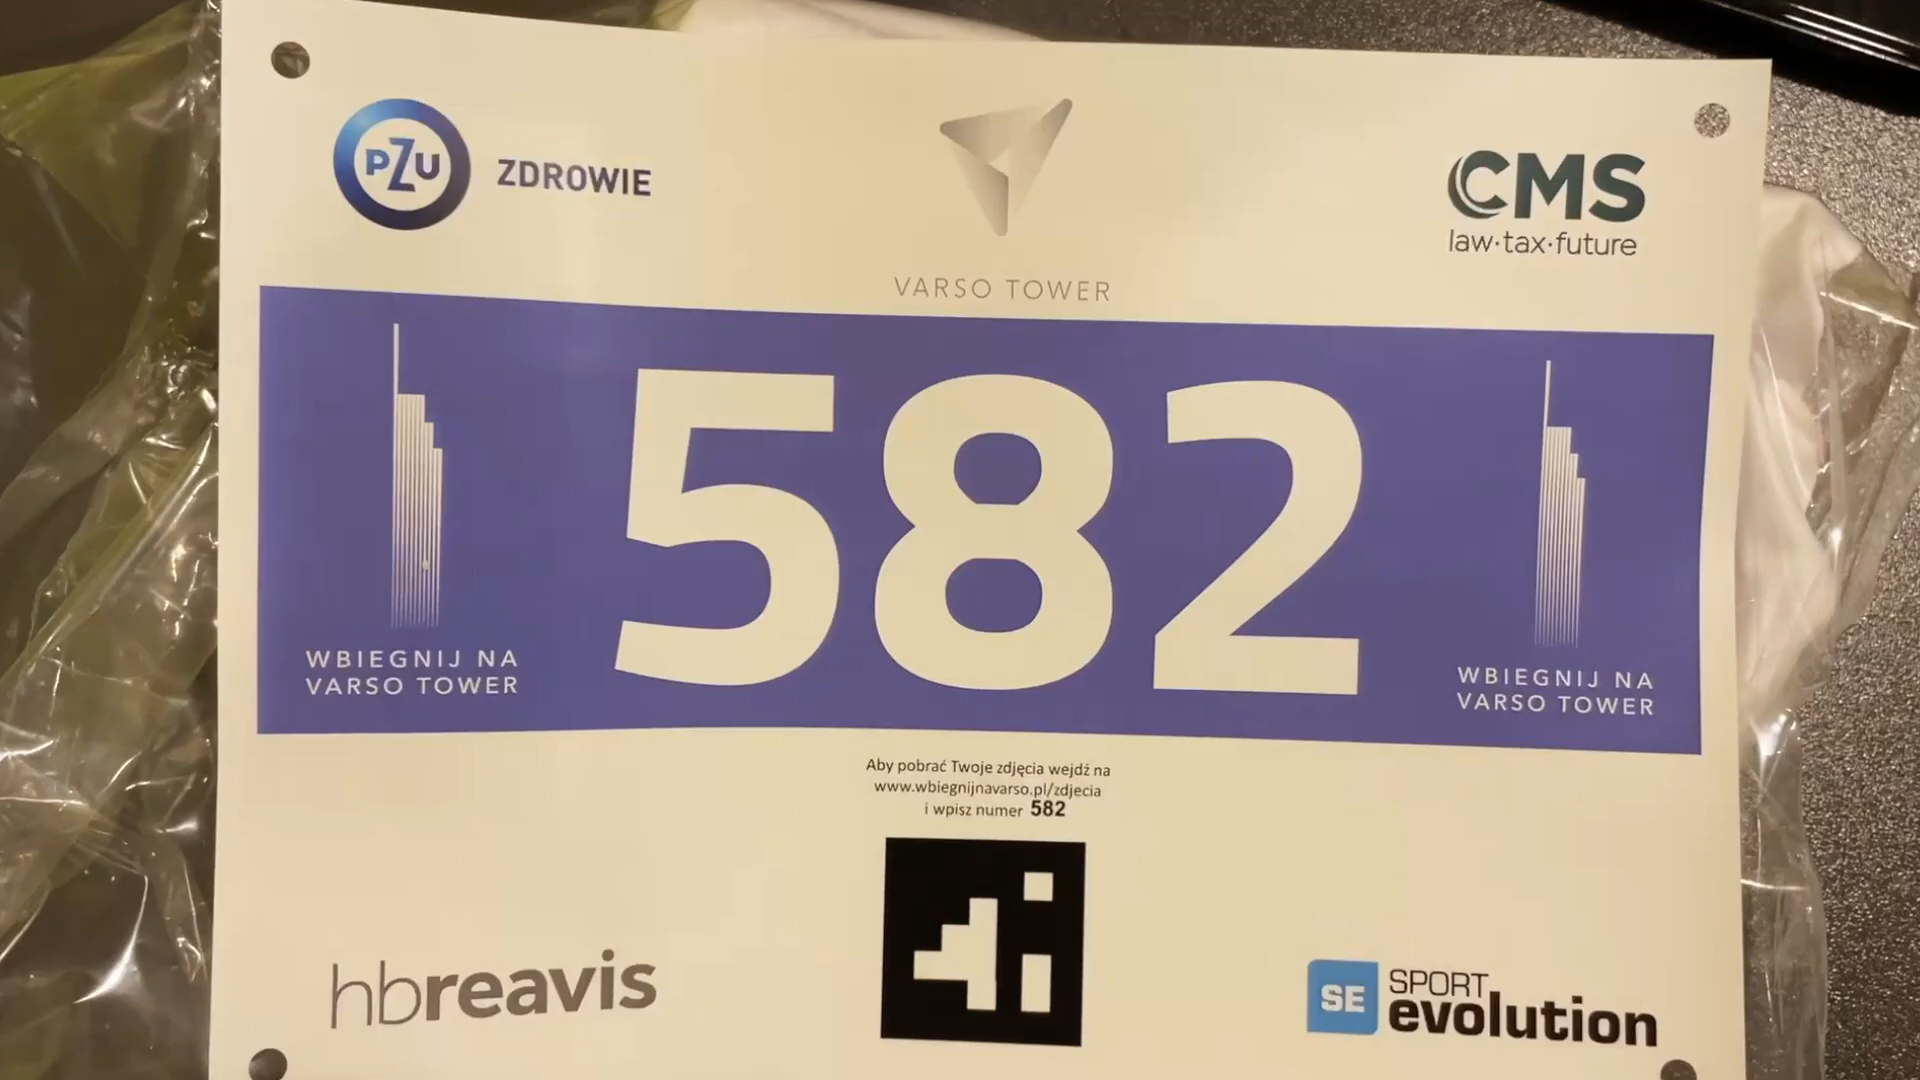 PZU ZDROWIE
VARSO TOWER
CMS
law·tax·future
WBIEGNIJ NA
VARSO TOWER
582
WBIEGNIJ NA
VARSO TOWER
Aby pobrać Twoje zdjęcia wejdź na
www.wbiegnijnavarso.pl/zdjecia
i wpisz numer 582
hbreavis
SE SPORT
evolution